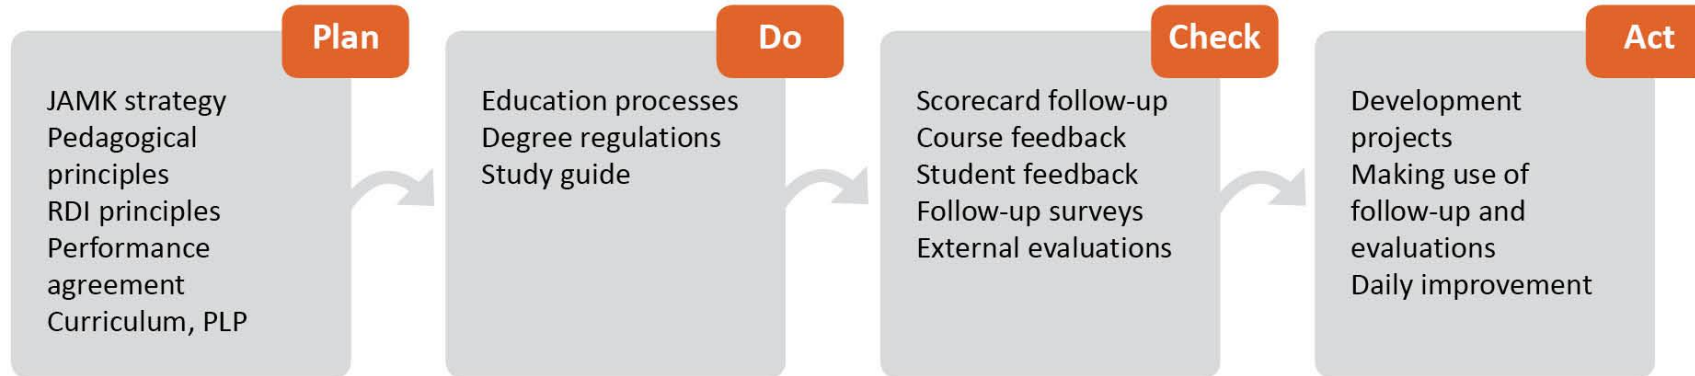 Plan
JAMK strategy
Pedagogical
principles
RDI principles
Performance
agreement
Curriculum, PLP
Do
Education processes
Degree regulations
Study guide
Check
Scorecard follow-up
Course feedback
Student feedback
Follow-up surveys
External evaluations
Act
Development
projects
Making use of
follow-up and
evaluations
Daily improvement